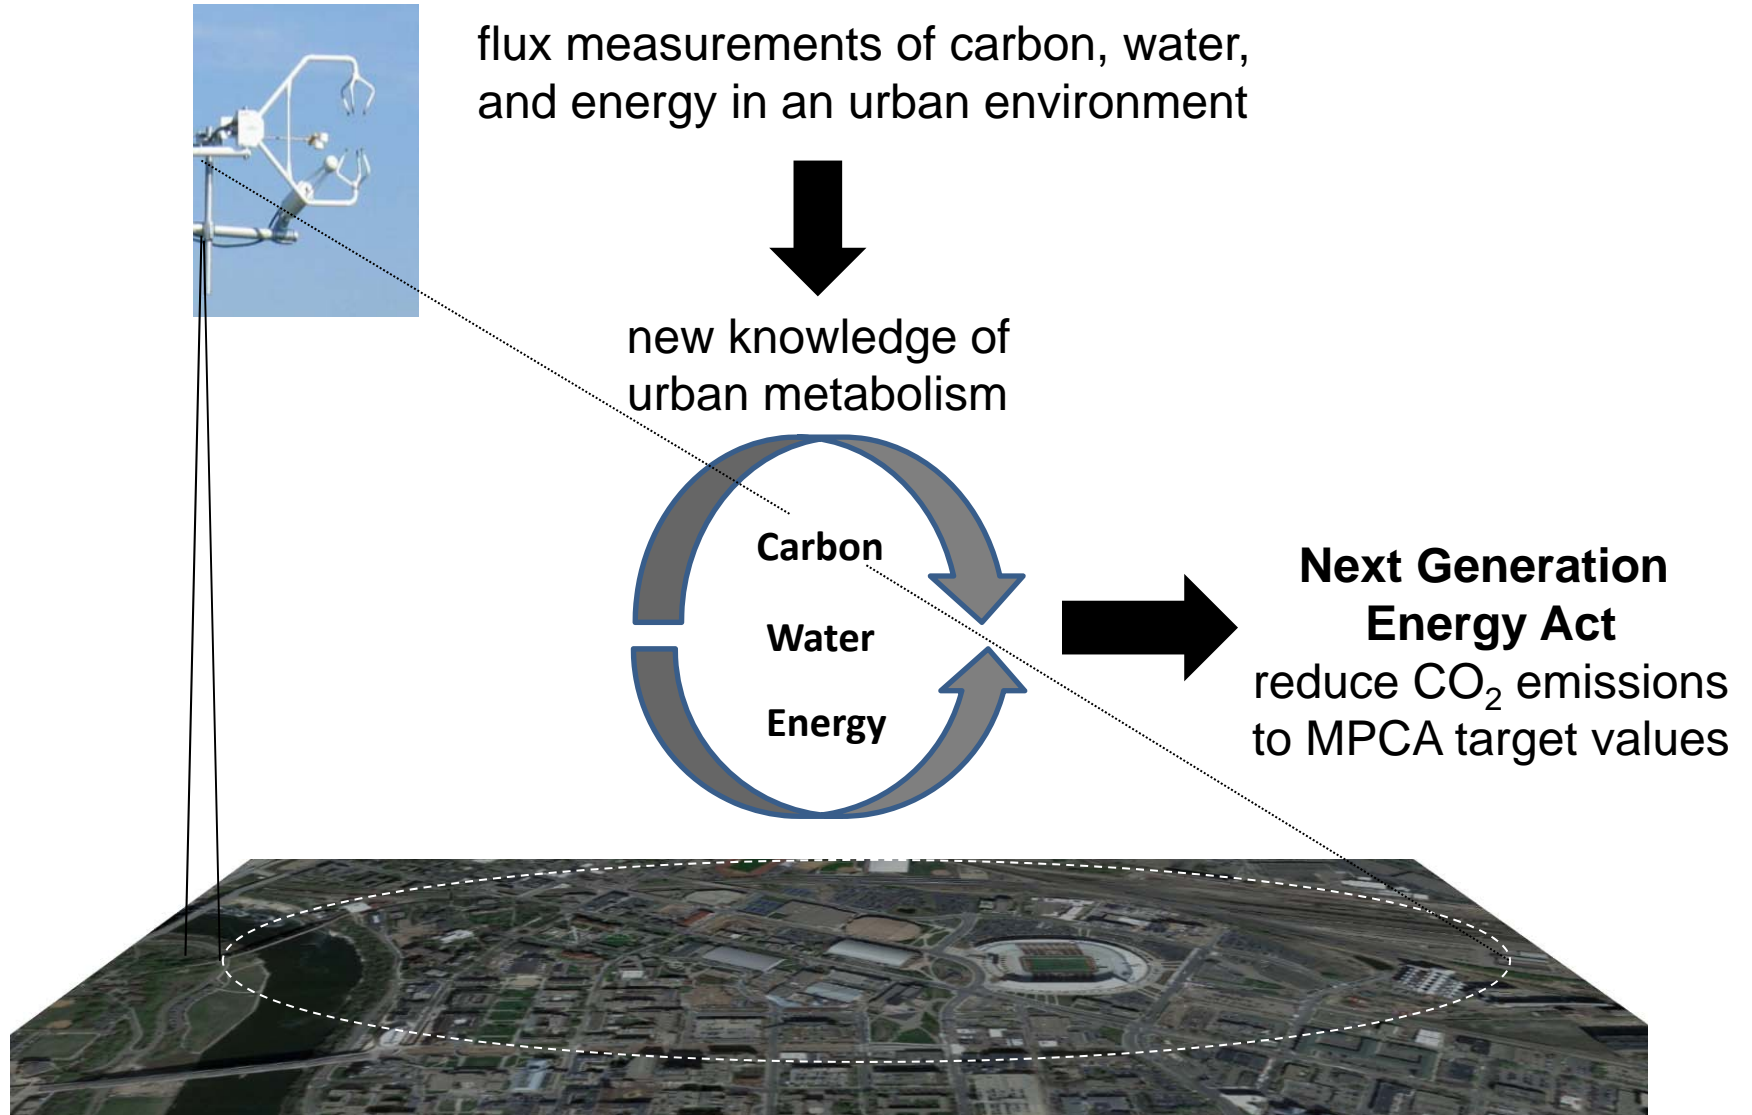 flux measurements of carbon, water,
and energy in an urban environment
new knowledge of
urban metabolism
Carbon
Water
Energy
Next Generation
Energy Act
reduce CO₂ emissions
to MPCA target values